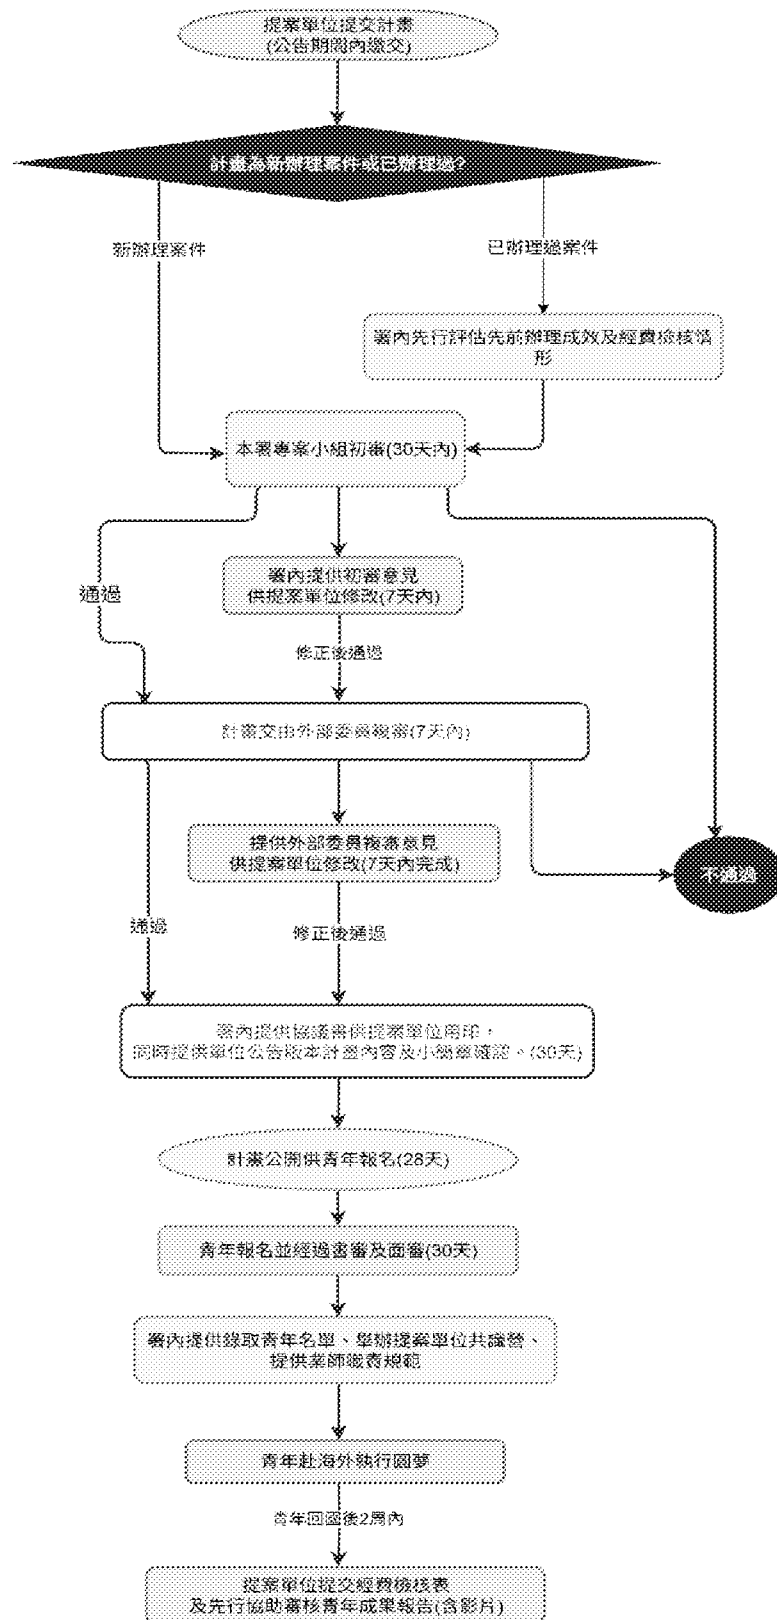 提案單位提交計畫
(公告期間內繳交)
計畫為新辦理案件或已辦理過?
新辦理案件
已辦理過案件
署內先行評估先前辦理成效及經費檢核情
形
本署專案小組初審(30天內)
通過
署內提供初審意見
供提案單位修改(7天內)
修正後通過
計畫交由外部委員複審(7天內)
提供外部委員複審意見
供提案單位修改(7天內完成)
不通過
通過
修正後通過
署內提供協議書供提案單位用印，
同時提供單位公告版本計畫內容及小簡章確認。(30天)
計畫公開供青年報名(28天)
青年報名並經過書審及面審(30天)
署內提供錄取青年名單、舉辦提案單位共識營、
提供業師職責規範
青年赴海外執行圓夢
青年回國後2周內
提案單位提交經費檢核表
及先行協助審核青年成果報告(含影片)